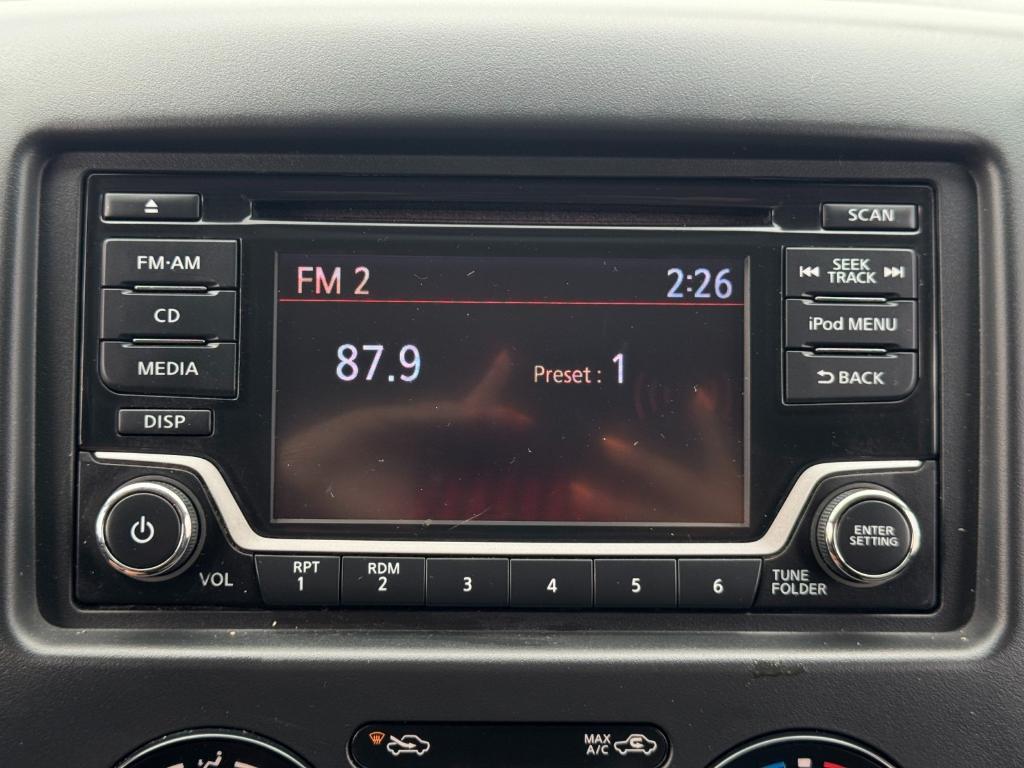 SCAN
FM·AM
SEEK
TRACK
FM 2
2:26
CD
iPod MENU
87.9
Preset : 1
MEDIA
BACK
DISP
ENTER
SETTING
VOL
RPT
1
RDM
2
3
4
5
6
TUNE
FOLDER
MAX
A/C